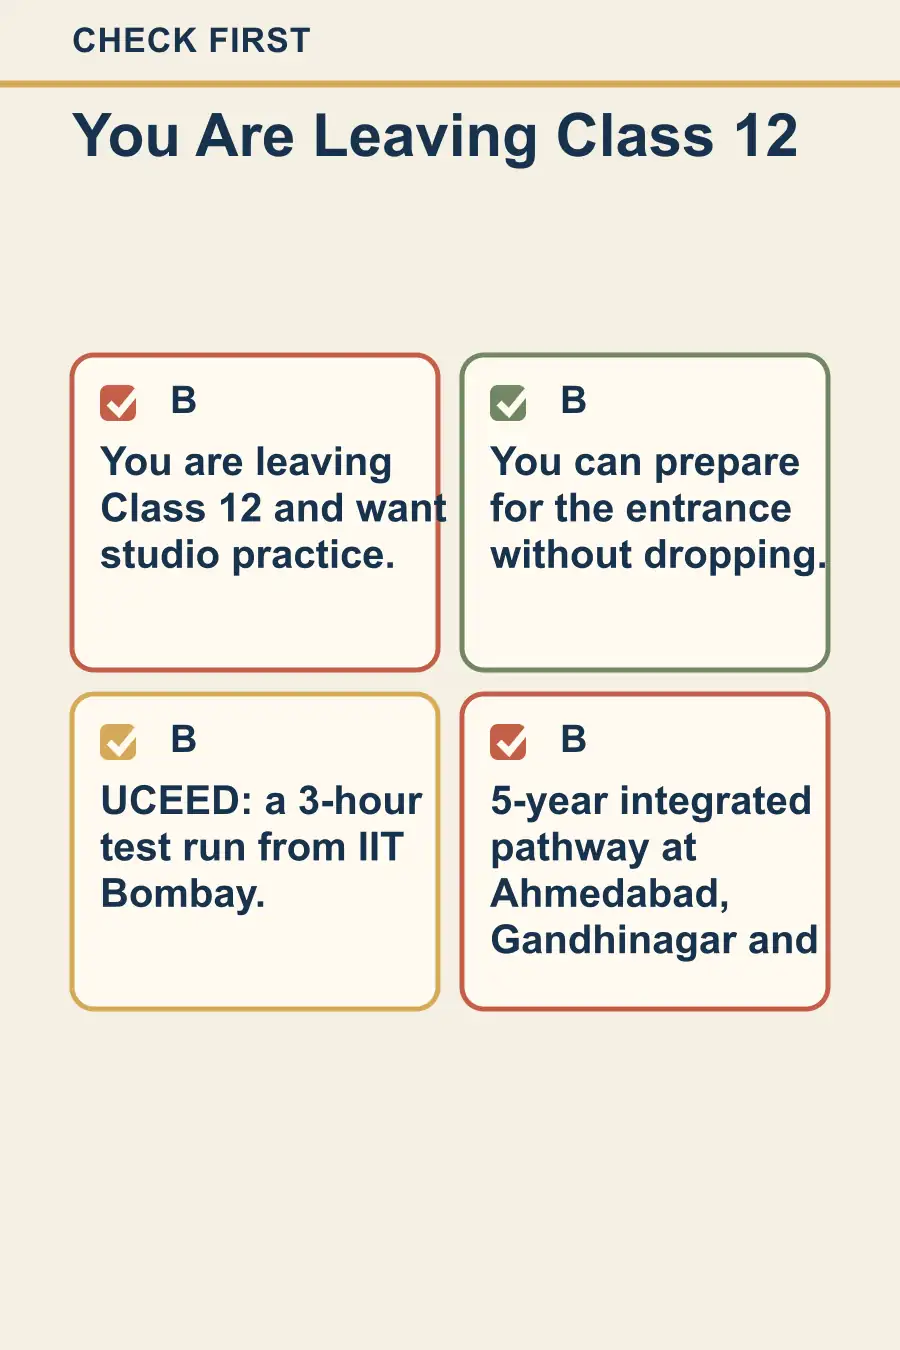 CHECK FIRST
You Are Leaving Class 12
B
You are leaving
Class 12 and want
studio practice.
B
You can prepare
for the entrance
without dropping.
B
UCEED: a 3-hour
test run from IIT
Bombay.
B
5-year integrated
pathway at
Ahmedabad,
Gandhinagar and